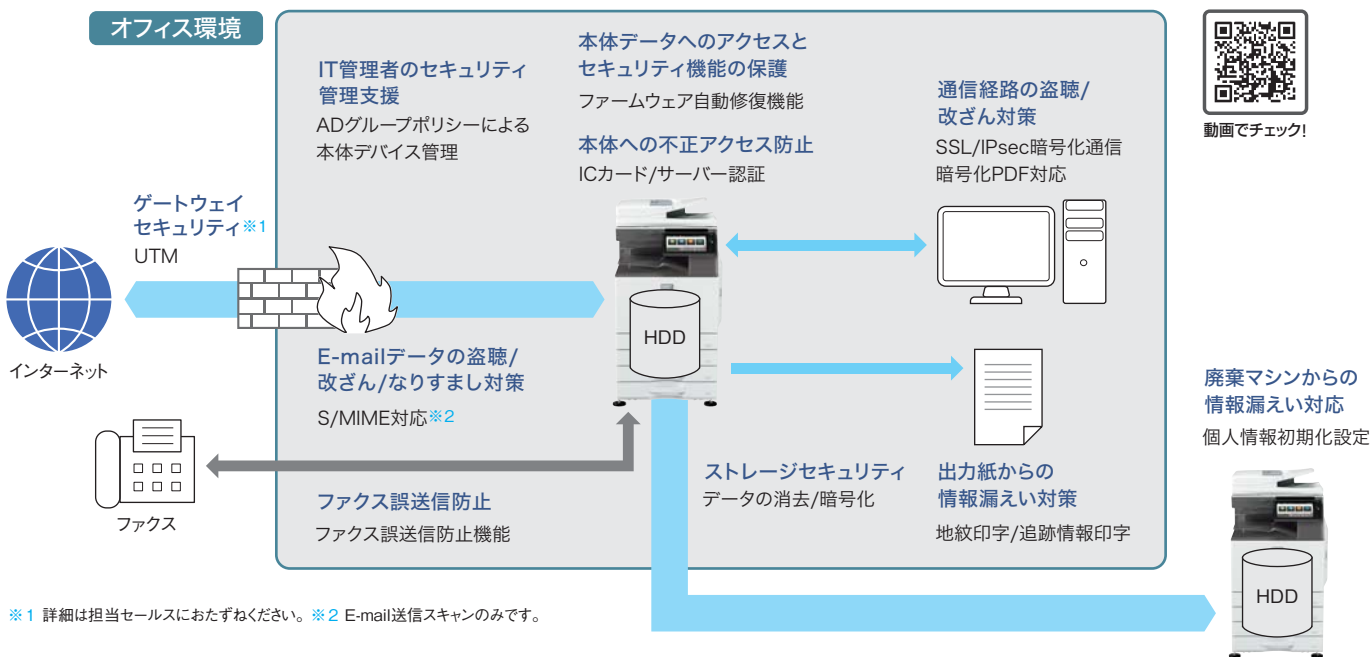 オフィス環境
IT管理者のセキュリティ
管理支援
ADグループポリシーによる
本体デバイス管理
本体データへのアクセスと
セキュリティ機能の保護
ファームウェア自動修復機能
本体への不正アクセス防止
ICカード/サーバー認証
通信経路の盗聴/
改ざん対策
SSL/IPsec暗号化通信
暗号化PDF対応
動画でチェック!
ゲートウェイ
セキュリティ※1
UTM
インターネット
HDD
E-mailデータの盗聴/
改ざん/なりすまし対策
S/MIME対応※2
ファクス
ファクス誤送信防止
ファクス誤送信防止機能
ストレージセキュリティ
データの消去/暗号化
出力紙からの
情報漏えい対策
地紋印字/追跡情報印字
廃棄マシンからの
情報漏えい対応
個人情報初期化設定
HDD
※1 詳細は担当セールスにおたずねください。 ※2 E-mail送信スキャンのみです。